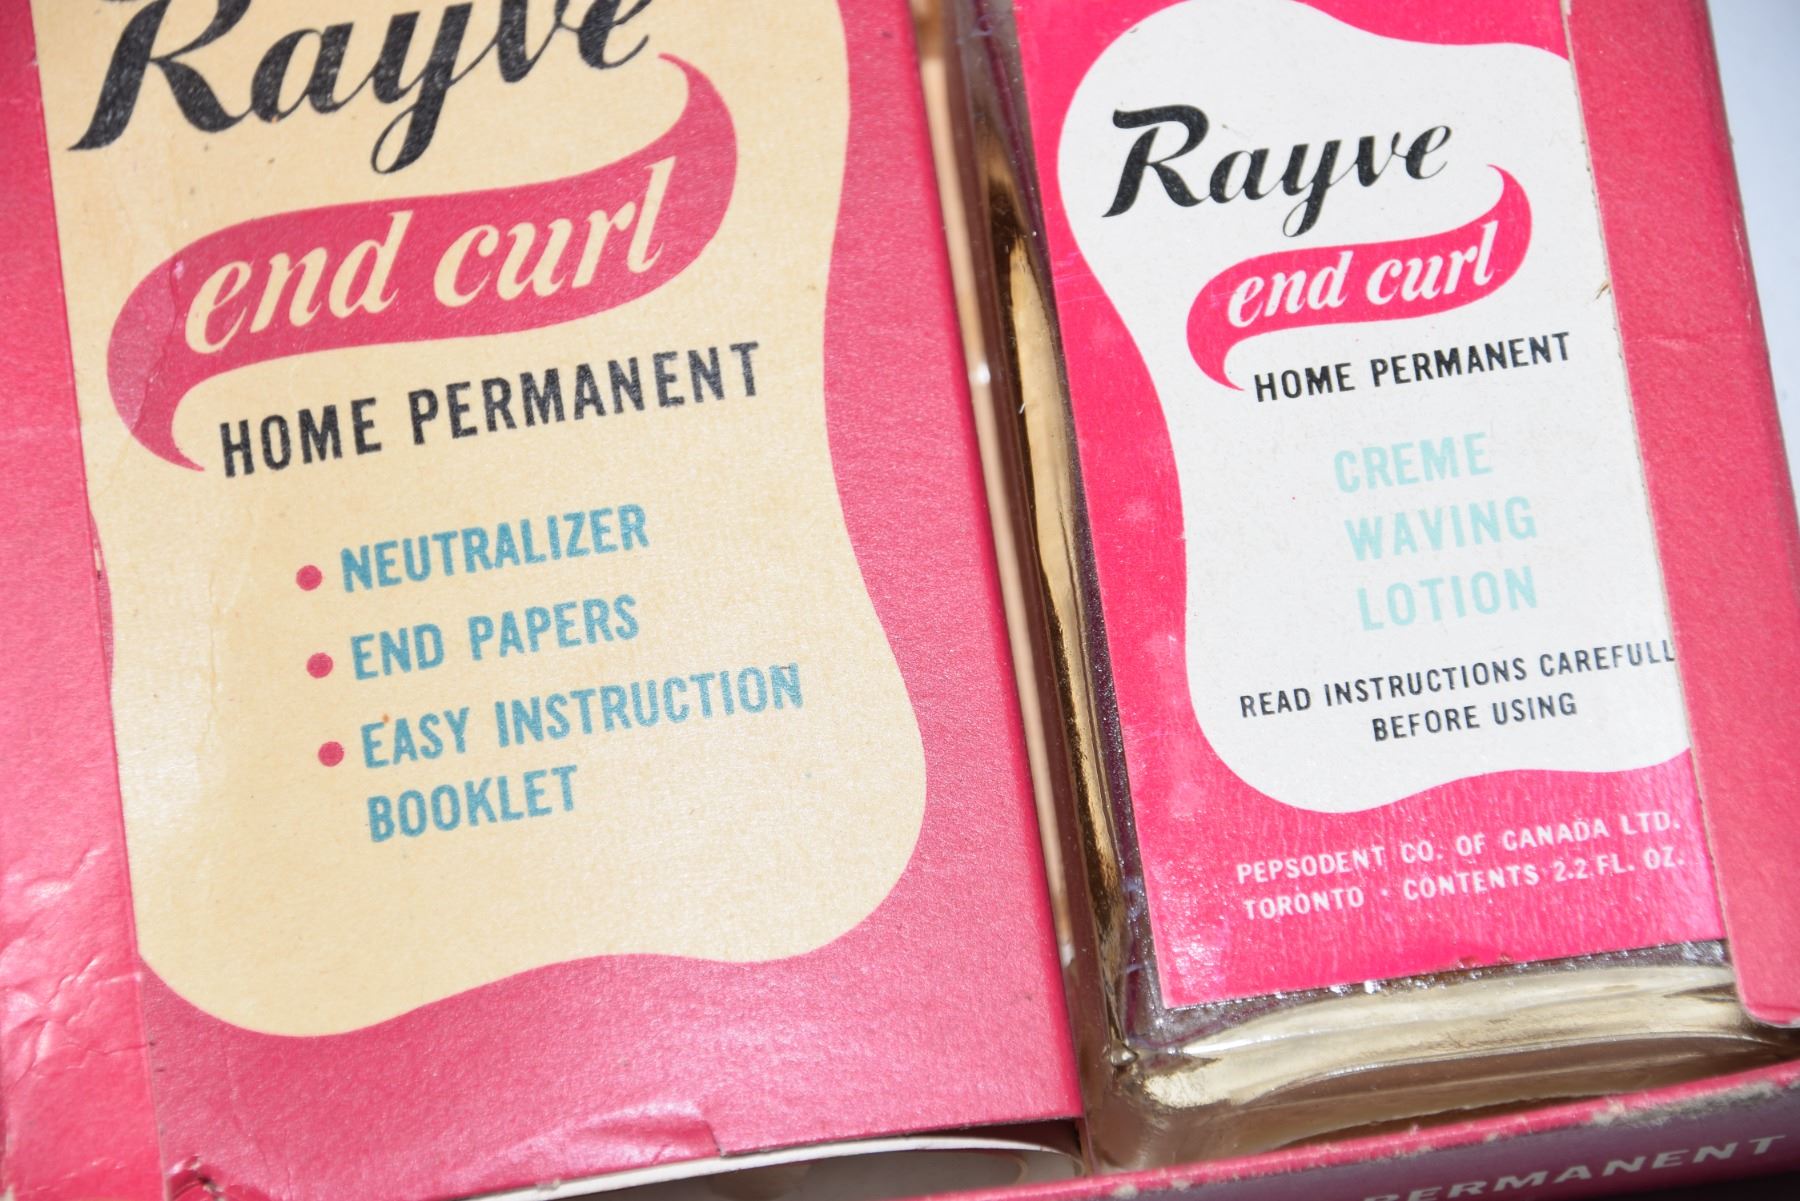 Rayve
end curl
HOME PERMANENT
• NEUTRALIZER
• END PAPERS
• EASY INSTRUCTION
BOOKLET
Rayve
end curl
HOME PERMANENT
CREME
WAVING
LOTION
READ INSTRUCTIONS CAREFULL
BEFORE USING
PEPSODENT CO. OF CANADA LTD.
TORONTO · CONTENTS 2.2 FL. OZ.
PERMANENT